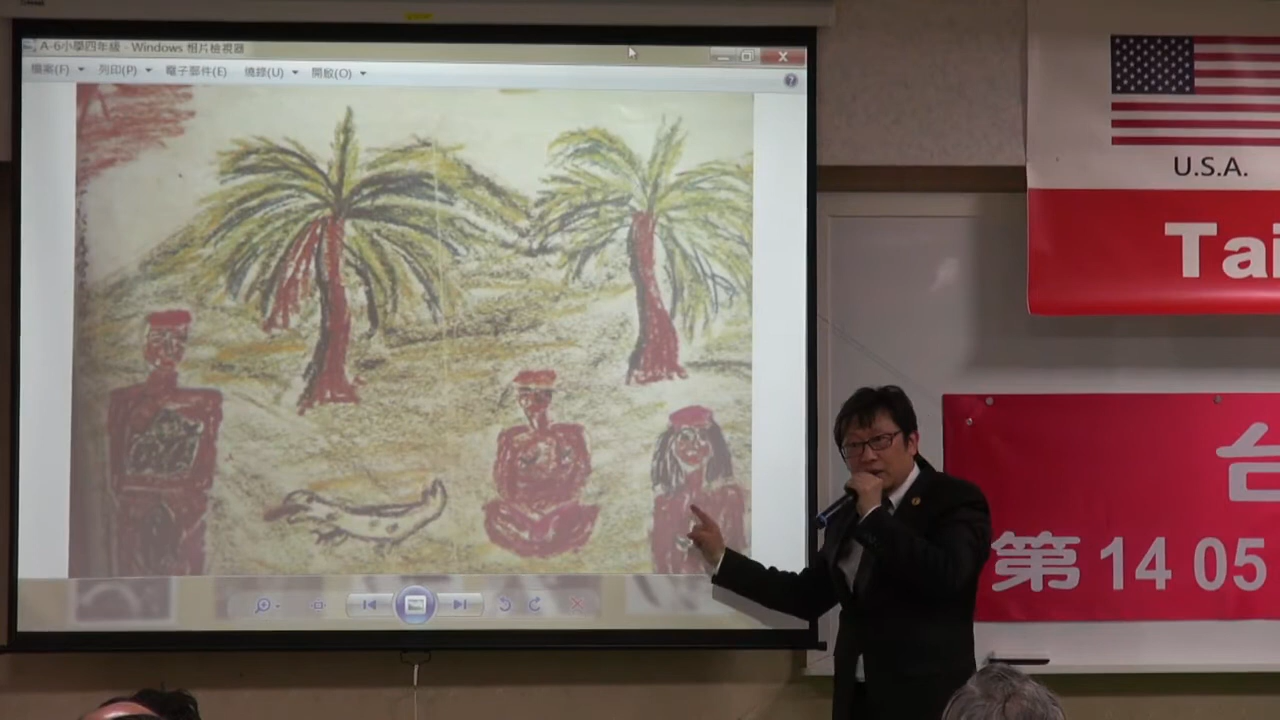 A-6小學四年級 - Windows 相片檢視器
檔案(F) 列印(P) 電子郵件(E) 燒錄(U) 開啟(O)
U.S.A.
Tai
台
第 14 05